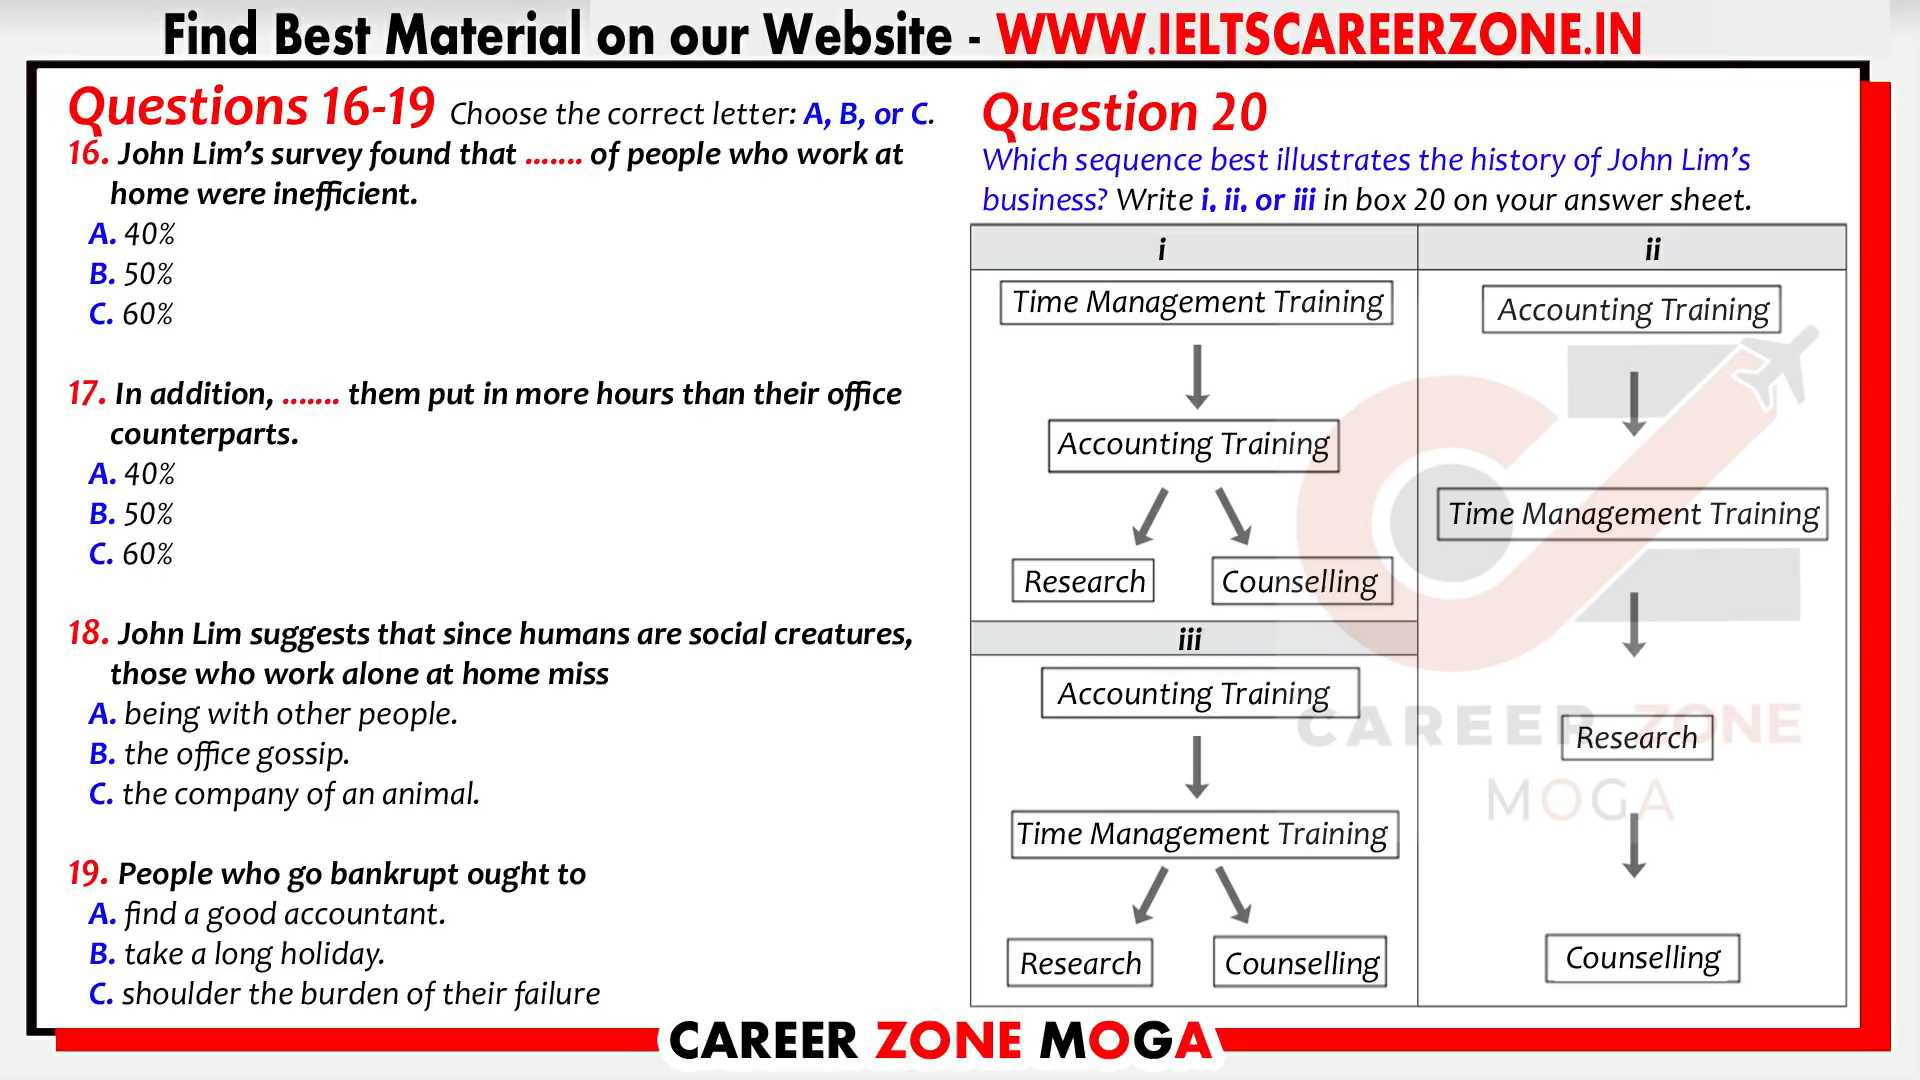 Find Best Material on our Website - WWW.IELTSCAREERZONE.IN
Questions 16-19 Choose the correct letter: A, B, or C.
16. John Lim's survey found that ....... of people who work at
home were inefficient.
A. 40%
B. 50%
C. 60%
17. In addition, ....... them put in more hours than their office
counterparts.
A. 40%
B. 50%
C. 60%
18. John Lim suggests that since humans are social creatures,
those who work alone at home miss
A. being with other people.
B. the office gossip.
C. the company of an animal.
19. People who go bankrupt ought to
A. find a good accountant.
B. take a long holiday.
C. shoulder the burden of their failure
Question 20
Which sequence best illustrates the history of John Lim's
business? Write i, ii, or iii in box 20 on your answer sheet.
i
Time Management Training
Accounting Training
Research Counselling
ii
Accounting Training
Time Management Training
Research
Counselling
iii
Accounting Training
Time Management Training
Research Counselling
CAREER ZONE
MOGA
CAREER ZONE MOGA